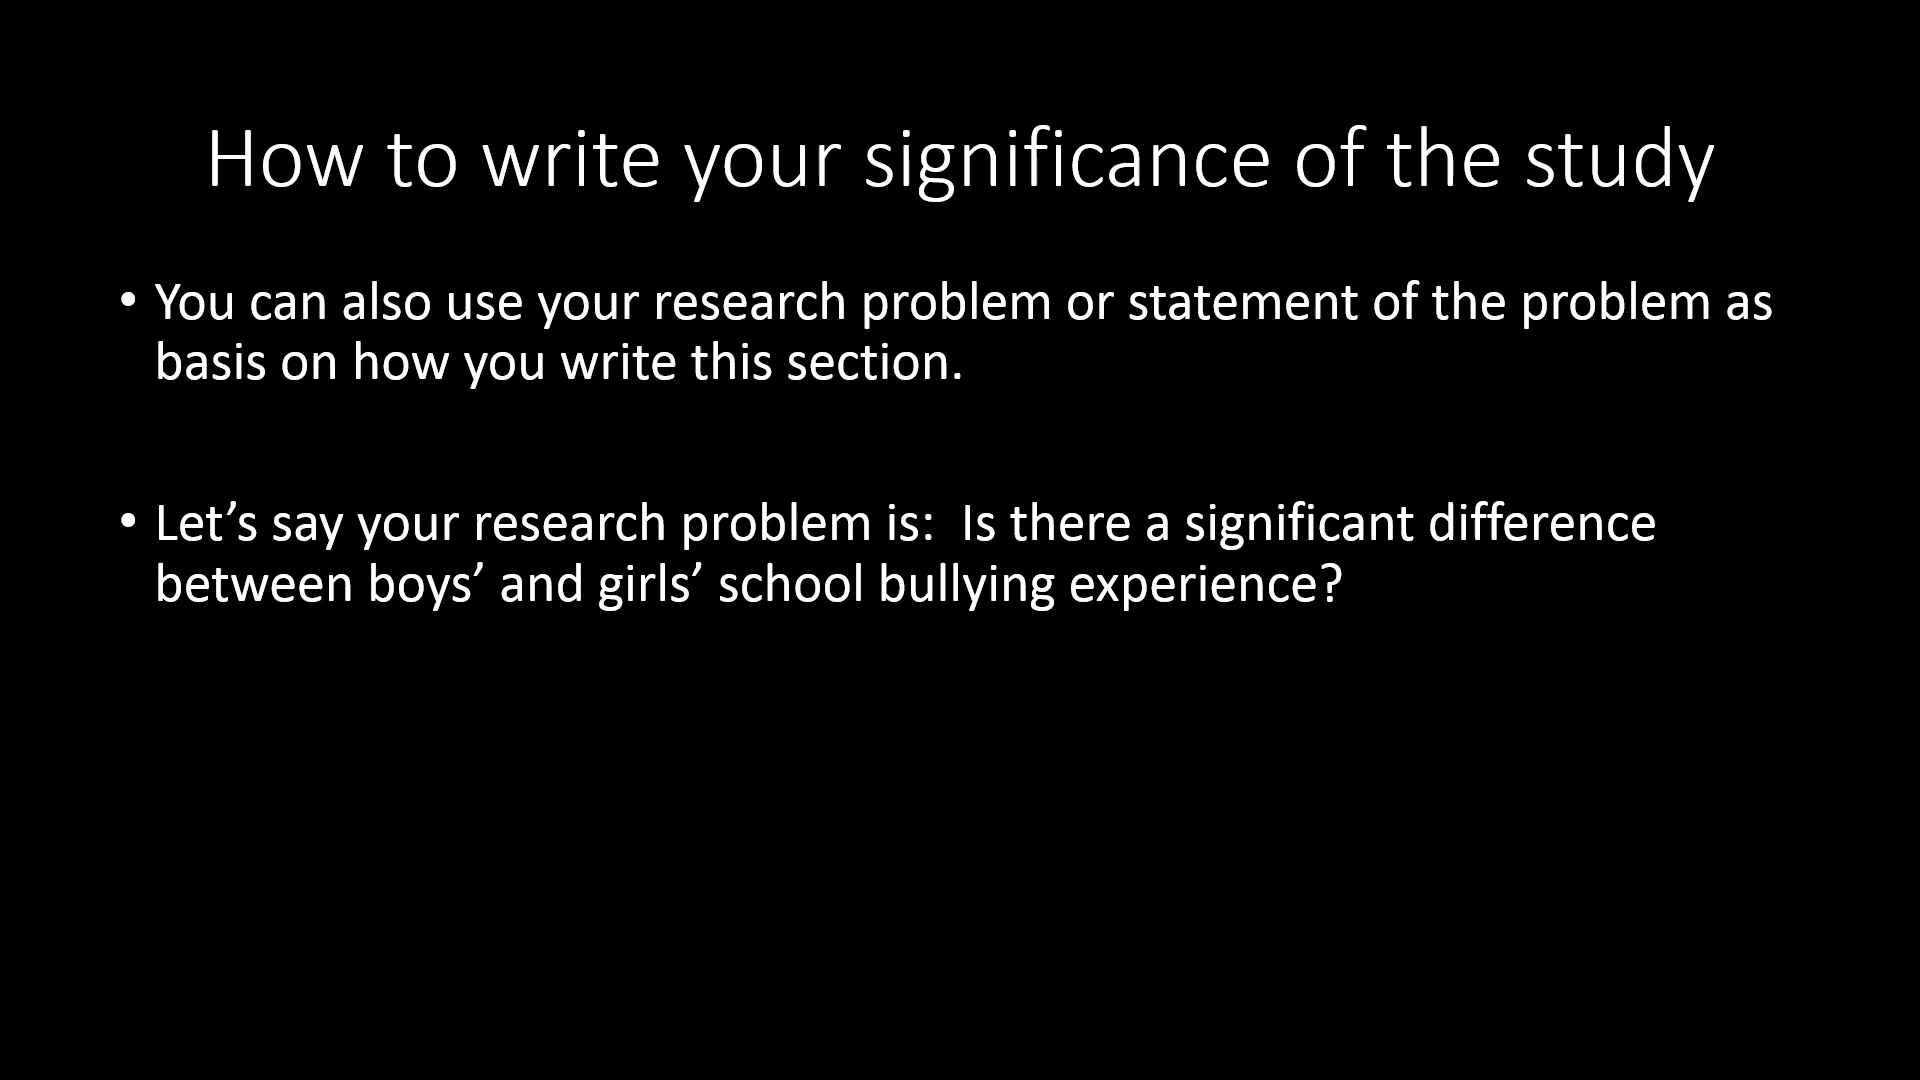 How to write your significance of the study
• You can also use your research problem or statement of the problem as
basis on how you write this section.
• Let’s say your research problem is:  Is there a significant difference
between boys’ and girls’ school bullying experience?